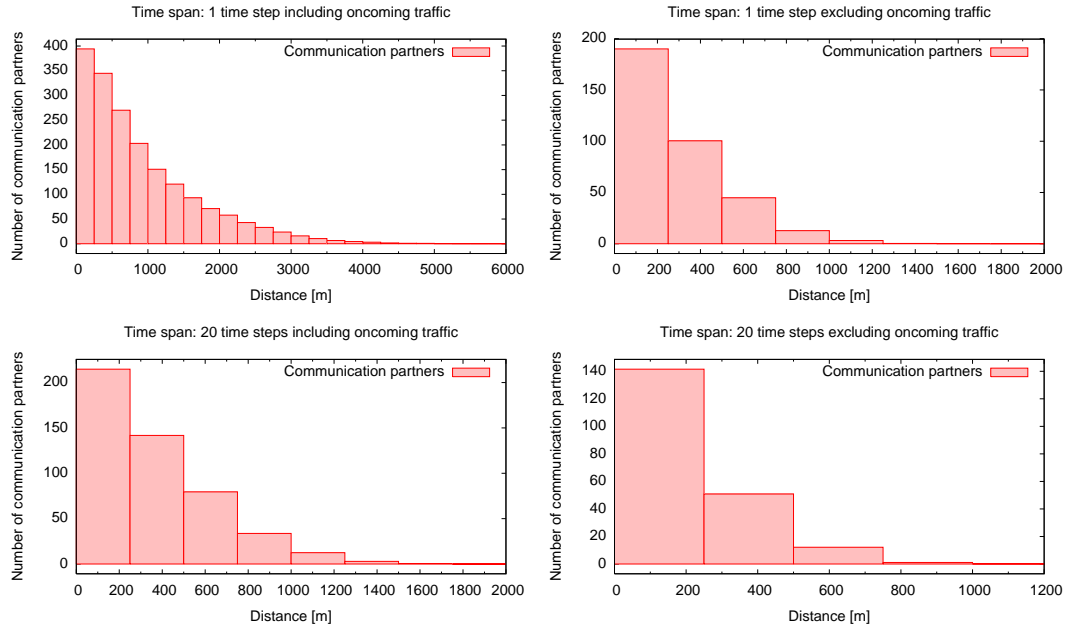 Time span: 1 time step including oncoming traffic
Number of communication partners
400
350
300
250
200
150
100
50
0
Communication partners
0 1000 2000 3000 4000 5000 6000
Distance [m]
Time span: 1 time step excluding oncoming traffic
Number of communication partners
200
150
100
50
0
Communication partners
0 200 400 600 800 1000 1200 1400 1600 1800 2000
Distance [m]
Time span: 20 time steps including oncoming traffic
Number of communication partners
200
150
100
50
0
Communication partners
0 200 400 600 800 1000 1200 1400 1600 1800 2000
Distance [m]
Time span: 20 time steps excluding oncoming traffic
Number of communication partners
140
120
100
80
60
40
20
0
Communication partners
0 200 400 600 800 1000 1200
Distance [m]